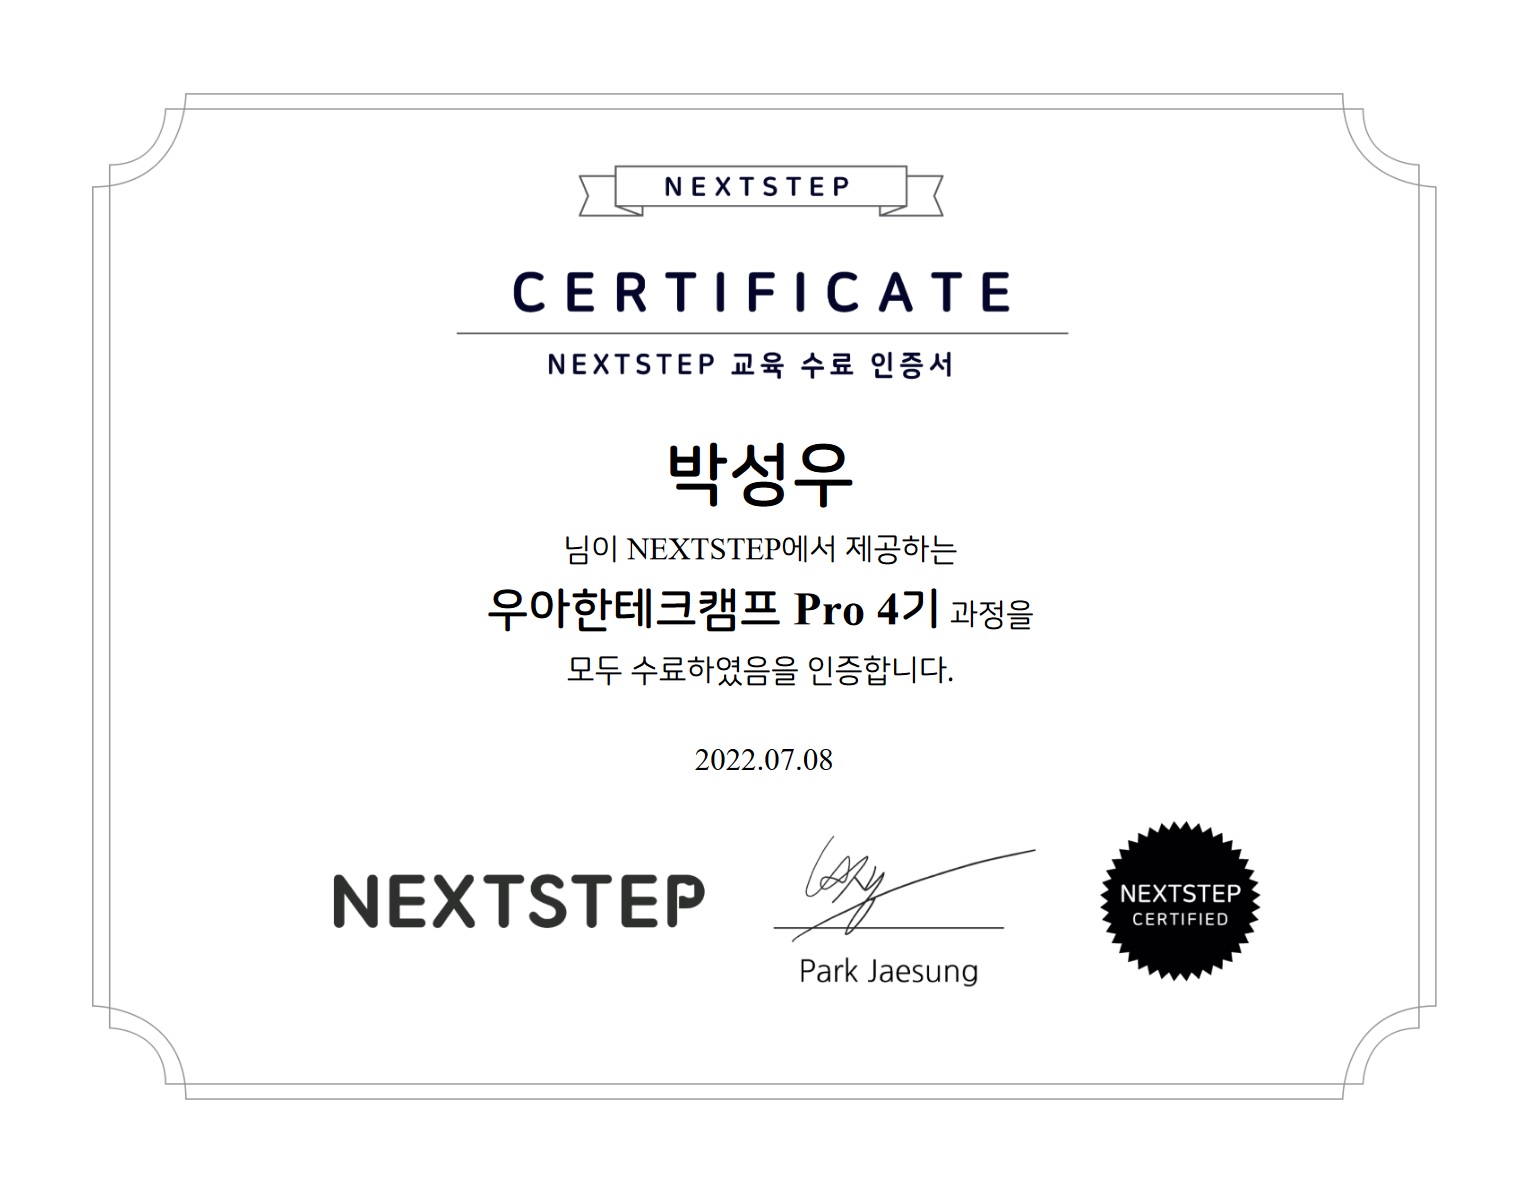 NEXTSTEP
CERTIFICATE
NEXTSTEP 교육 수료 인증서
박성우
님이 NEXTSTEP에서 제공하는
우아한테크캠프 Pro 4기 과정을
모두 수료하였음을 인증합니다.
2022.07.08
NEXTSTEP
Park Jaesung
NEXTSTEP
CERTIFIED